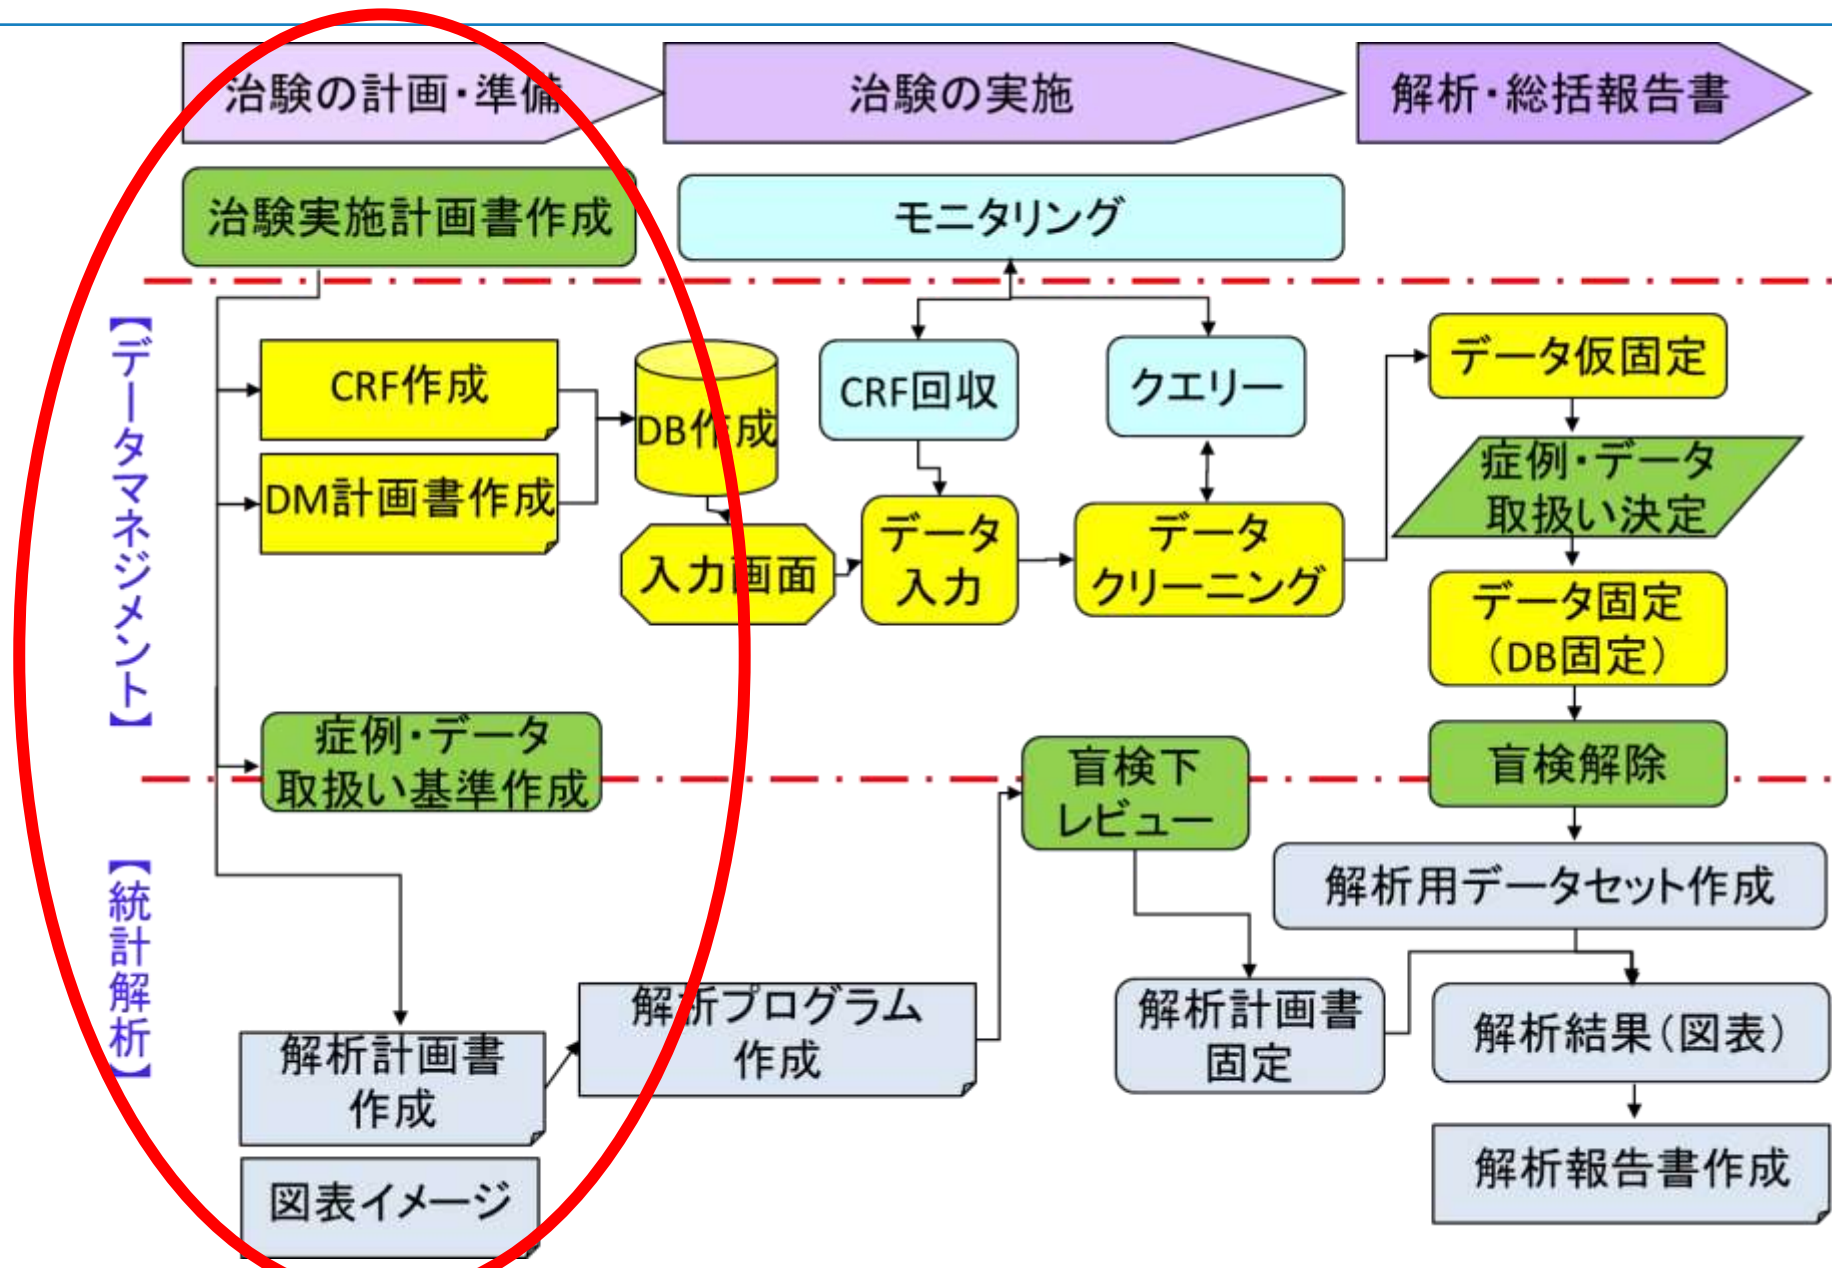 治験の計画・準備
治験の実施
解析・総括報告書
治験実施計画書作成
モニタリング
【データマネジメント】
CRF作成
DM計画書作成
DB作成
入力画面
CRF回収
クエリー
データ
入力
データ
クリーニング
データ仮固定
症例・データ
取扱い決定
データ固定
（DB固定）
症例・データ
取扱い基準作成
盲検下
レビュー
盲検解除
【統計解析】
解析用データセット作成
解析計画書
作成
図表イメージ
解析プログラム
作成
解析計画書
固定
解析結果（図表）
解析報告書作成